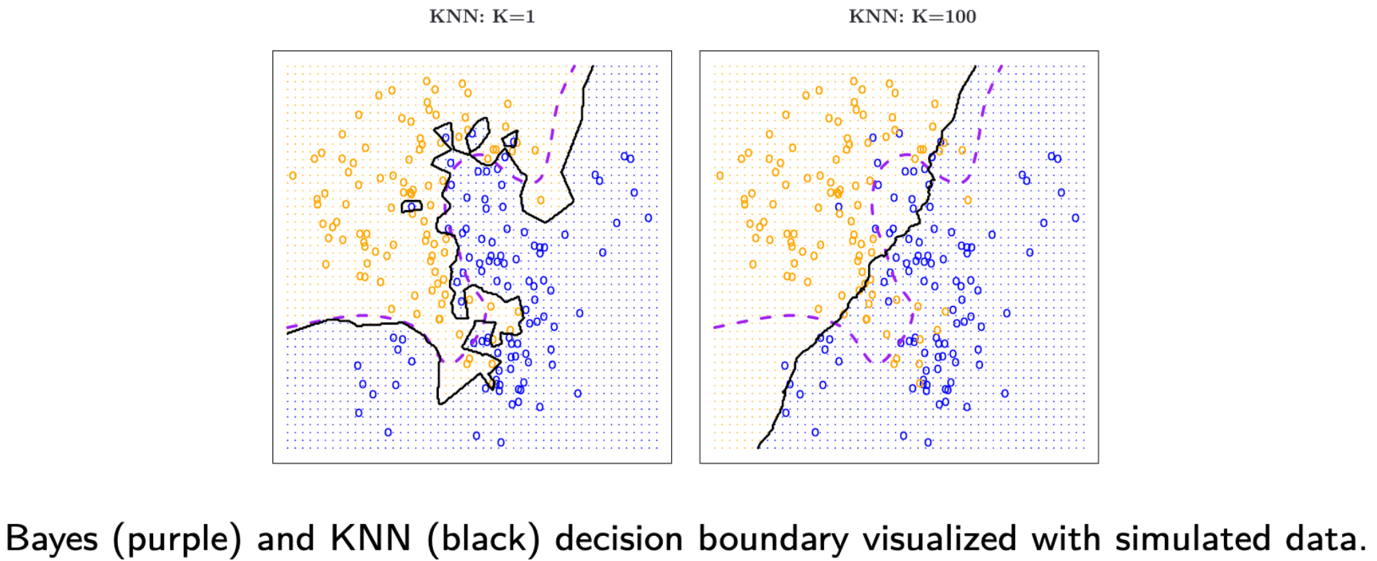 KNN: K=1
KNN: K=100
Bayes (purple) and KNN (black) decision boundary visualized with simulated data.